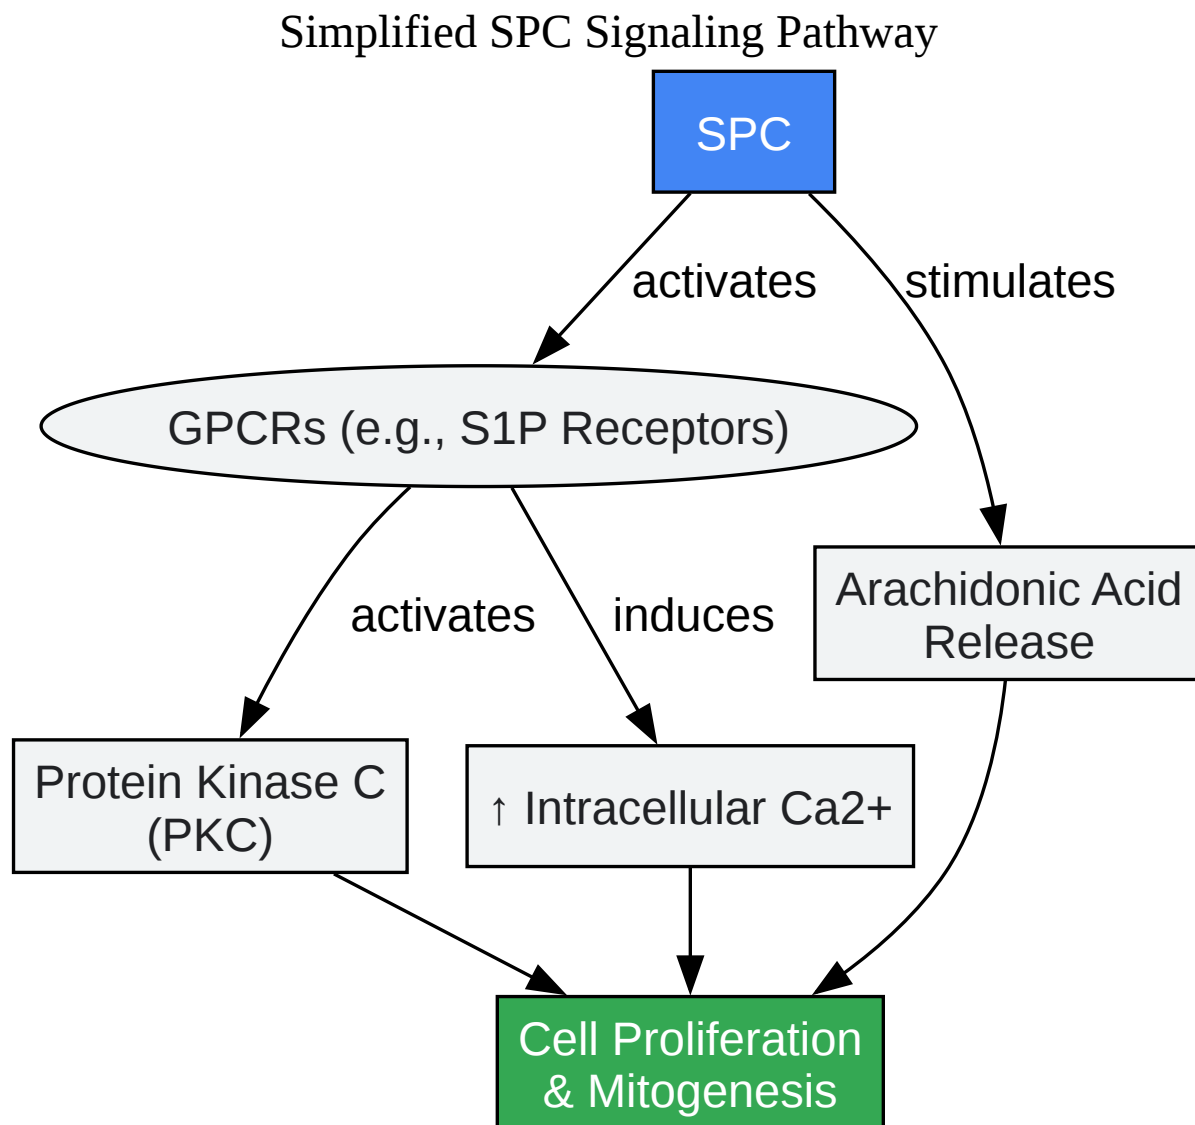 Simplified SPC Signaling Pathway
SPC
activates
stimulates
GPCRs (e.g., S1P Receptors)
Arachidonic Acid
Release
activates
induces
Protein Kinase C
(PKC)
↑ Intracellular Ca2+
Cell Proliferation
& Mitogenesis